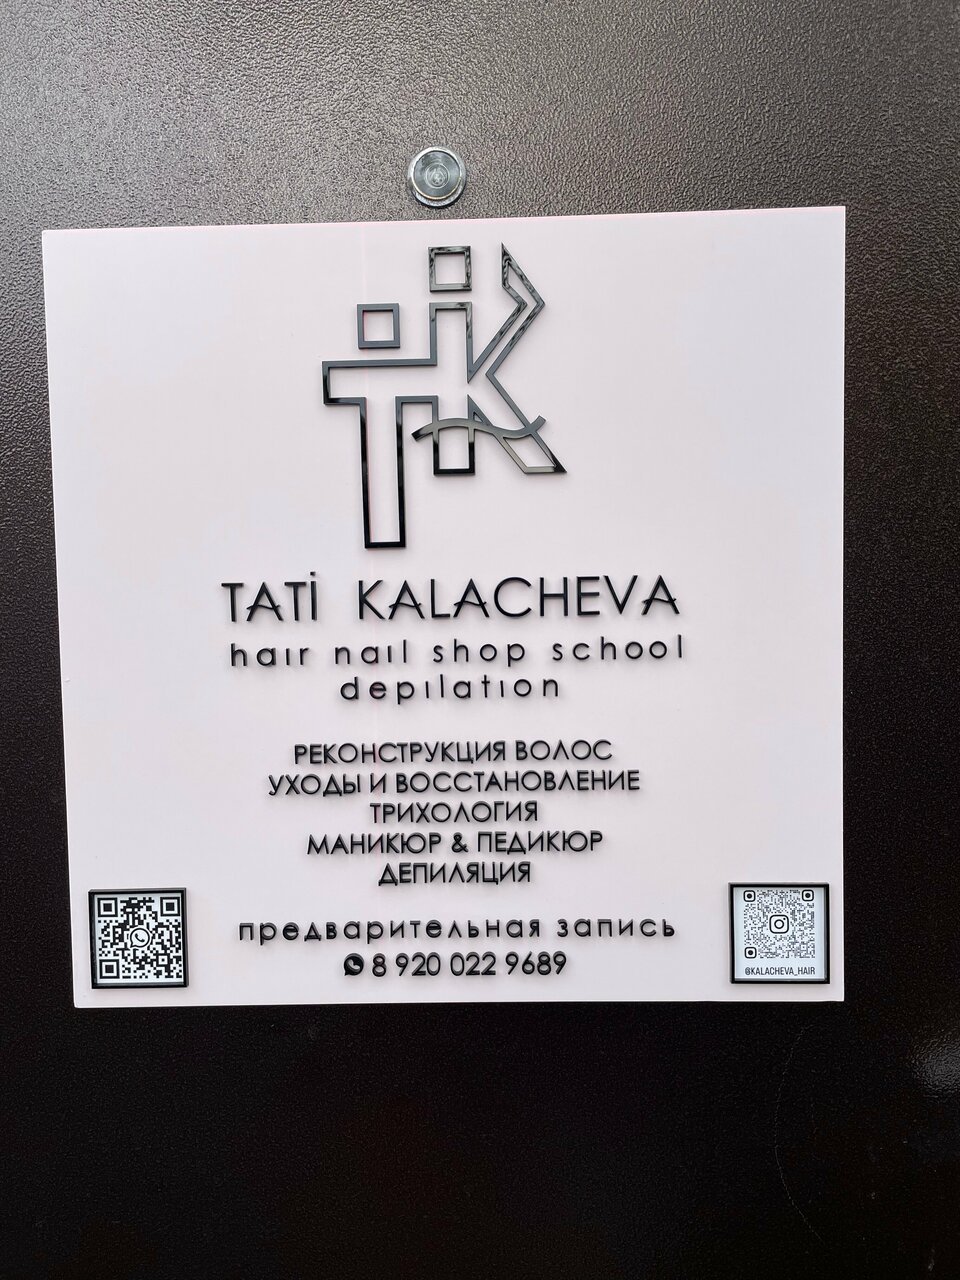 TATi KALACHEVA
hair nail shop school
depilation
РЕКОНСТРУКЦИЯ ВОЛОС
УХОДЫ И ВОССТАНОВЛЕНИЕ
ТРИХОЛОГИЯ
МАНИКЮР & ПЕДИКЮР
ДЕПИЛЯЦИЯ
предварительная запись
8 920 022 9689
@KALACHEVA_HAIR